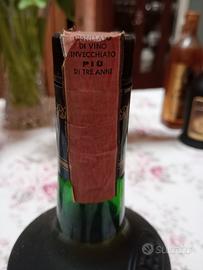 DI VINO
INVECCHIATO
PIÙ
DI TRE ANNI
Subito